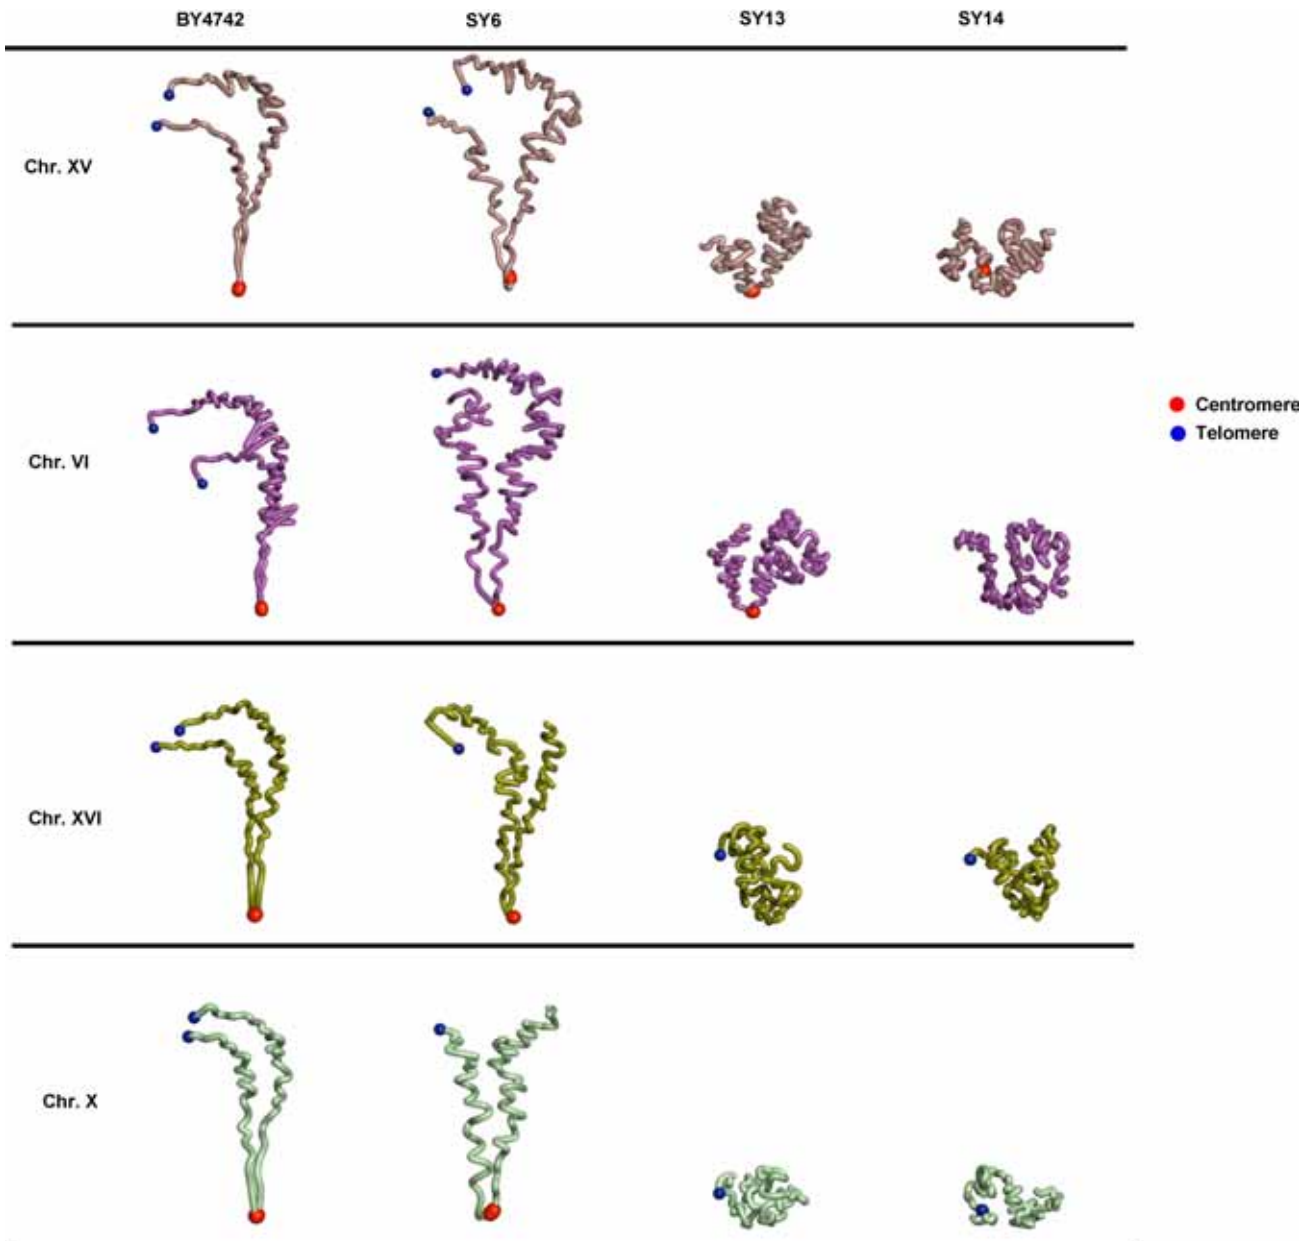 BY4742 SY6 SY13 SY14
Chr. XV
Chr. VI
Centromere
Telomere
Chr. XVI
Chr. X